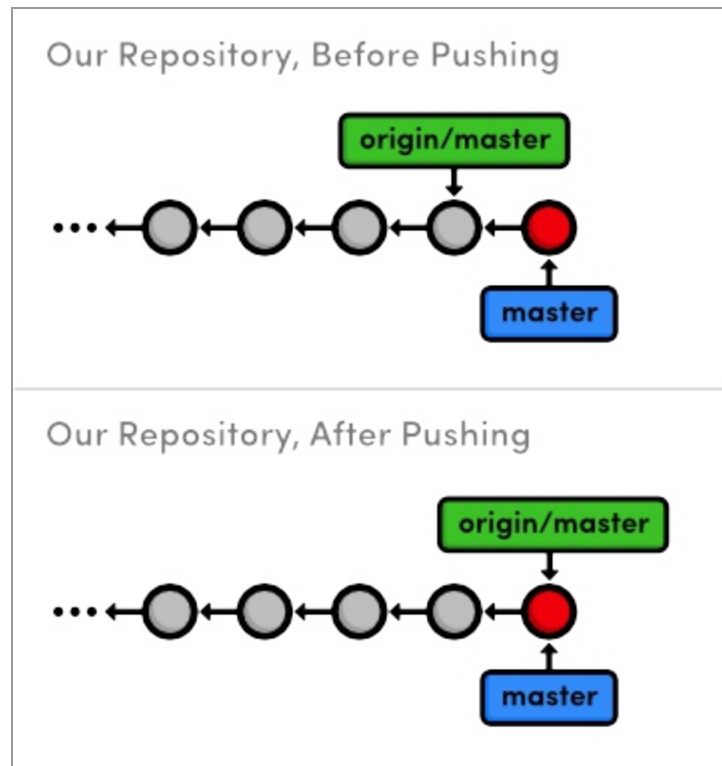 Our Repository, Before Pushing
origin/master
master
Our Repository, After Pushing
origin/master
master